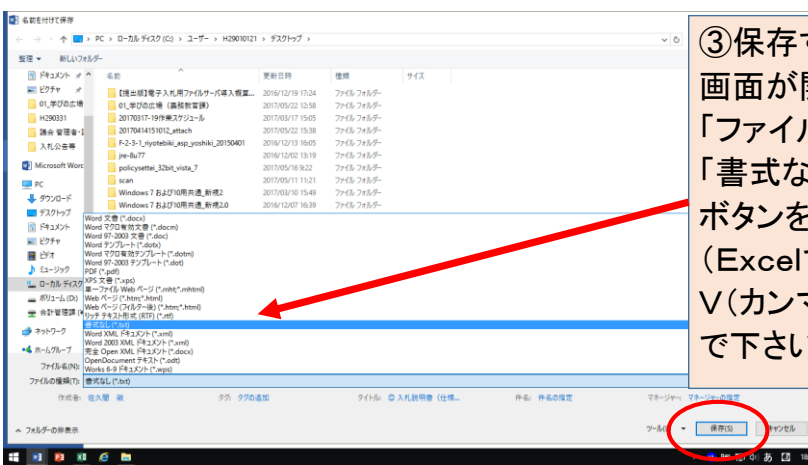 名前を付けて保存
PC › ローカル ディスク (C:) › ユーザー › H29010121 › デスクトップ ›
整理 ▾ 新しいフォルダー
名前 更新日時 種類 サイズ
ドキュメント
ピクチャ
01_学びの広場
H290331
議会 管理者・
入札公告等
Microsoft Word
PC
ダウンロード
デスクトップ
ドキュメント
ピクチャ
ビデオ
ミュージック
ローカル ディスク
ボリューム (D:)
会計管理課 (
ネットワーク
ホームグループ
【提出版】電子入札用ファイルサーバ導入概要... 2016/12/19 17:24 ファイル フォルダー
01_学びの広場（義務教育課） 2017/05/22 12:58 ファイル フォルダー
20170317-19作業スケジュール 2017/03/17 15:05 ファイル フォルダー
20170414151012_attach 2017/05/22 15:38 ファイル フォルダー
F-2-3-1_riyotebiki_asp_yoshiki_20150401 2016/12/13 16:05 ファイル フォルダー
jre-8u77 2016/12/02 13:19 ファイル フォルダー
policysettei_32bit_vista_7 2017/05/16 9:22 ファイル フォルダー
scan 2017/05/11 11:21 ファイル フォルダー
Windows 7 および10用共通_新規2 2017/03/10 15:49 ファイル フォルダー
Windows 7 および10用共通_新規2.0 2016/12/07 16:39 ファイル フォルダー
Word 文書 (*.docx)
Word マクロ有効文書 (*.docm)
Word 97-2003 文書 (*.doc)
Word テンプレート (*.dotx)
Word マクロ有効テンプレート (*.dotm)
Word 97-2003 テンプレート (*.dot)
PDF (*.pdf)
XPS 文書 (*.xps)
単一ファイル Web ページ (*.mht;*.mhtml)
Web ページ (*.htm;*.html)
Web ページ (フィルター後) (*.htm;*.html)
リッチ テキスト形式 (RTF) (*.rtf)
書式なし (*.txt)
Word XML ドキュメント (*.xml)
Word 2003 XML ドキュメント (*.xml)
完全 Open XML ドキュメント (*.docx)
OpenDocument テキスト (*.odt)
Works 6-9 ドキュメント (*.wps)
ファイル名(N):
ファイルの種類(T): 書式なし (*.txt)
作成者: 佐久間 敏 タグ: タグの追加 タイトル: ◎入札説明書（仕様... 件名: 件名の指定 マネージャー: マネージャーの指定
フォルダーの非表示 ツール(L) ▾ 保存(S) キャンセル
③保存す
画面が開
「ファイル
「書式な
ボタンを
（Excelで
V（カンマ
で下さい
あ 18